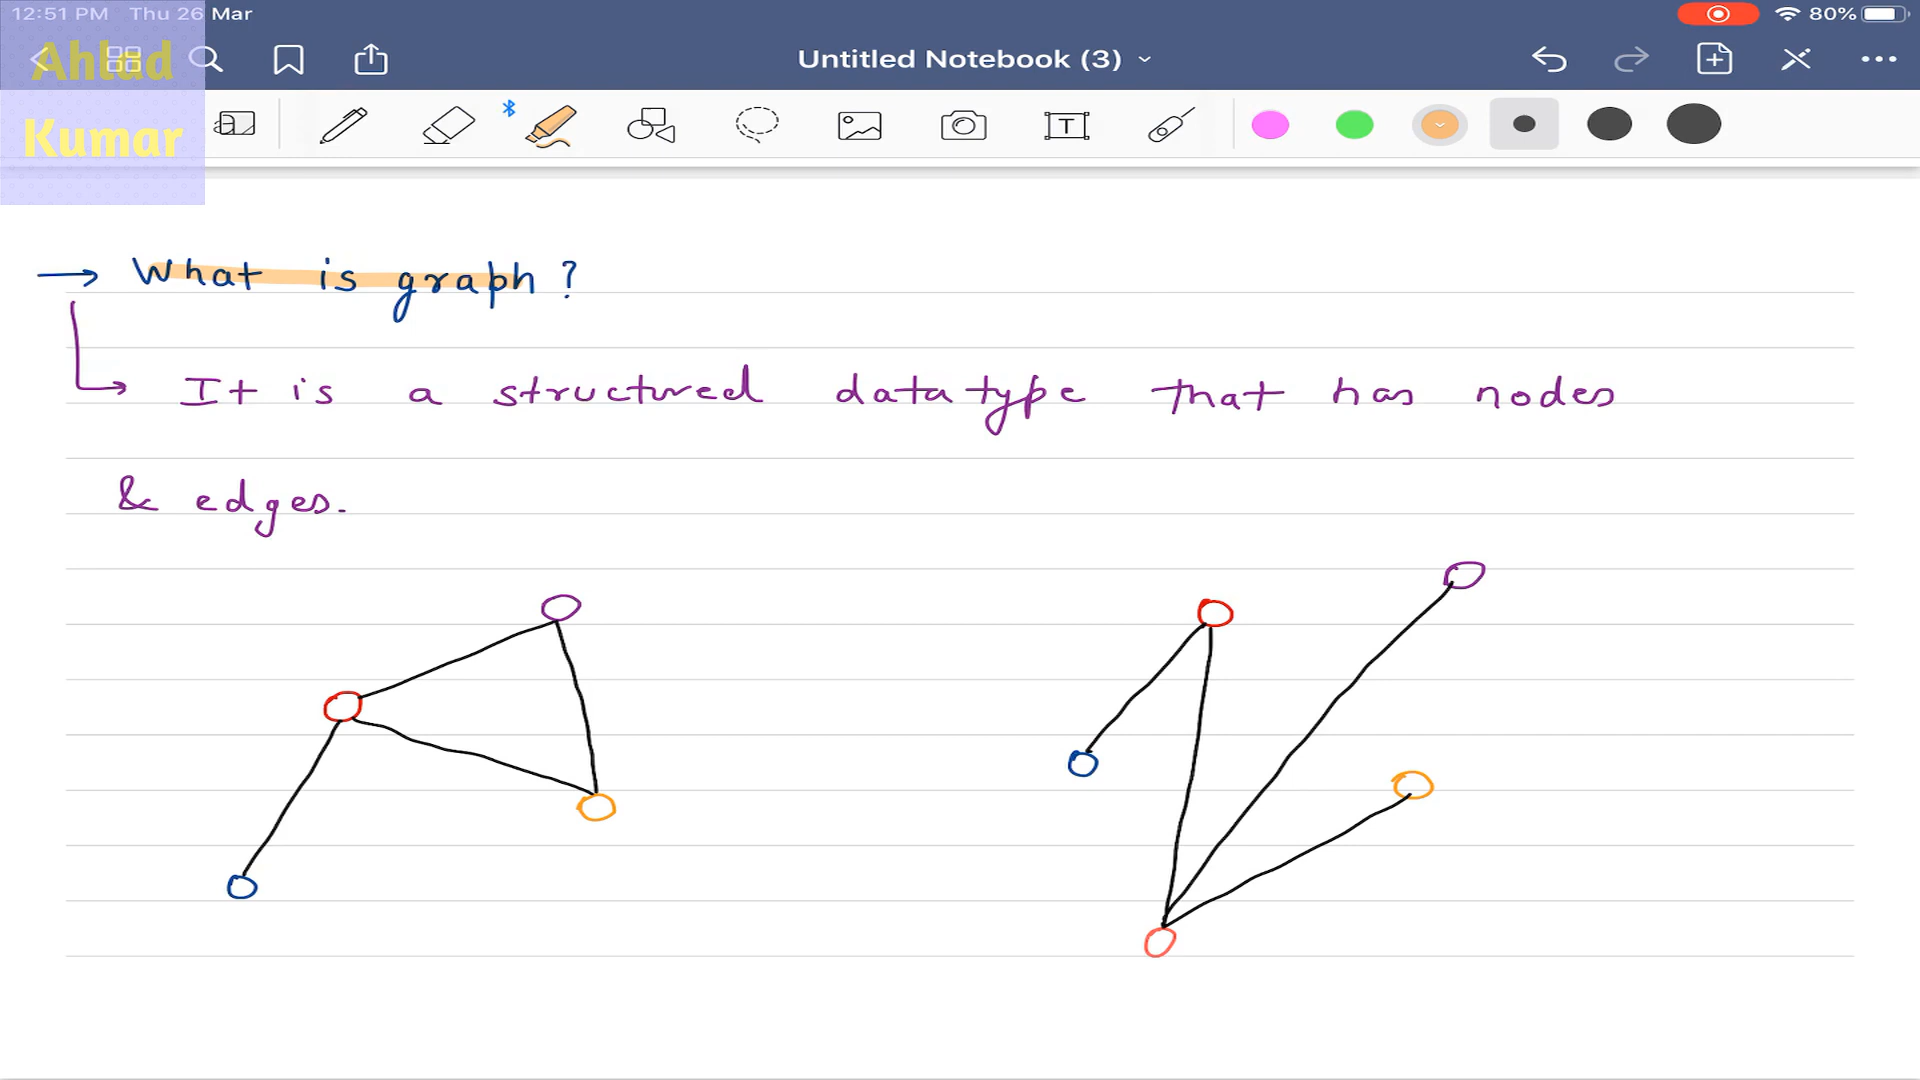 12:51 PM Thu 26 Mar
80%
Ahlad
Kumar
Untitled Notebook (3)
a
T
→ What is graph?
It is a structured datatype that has nodes
& edges.